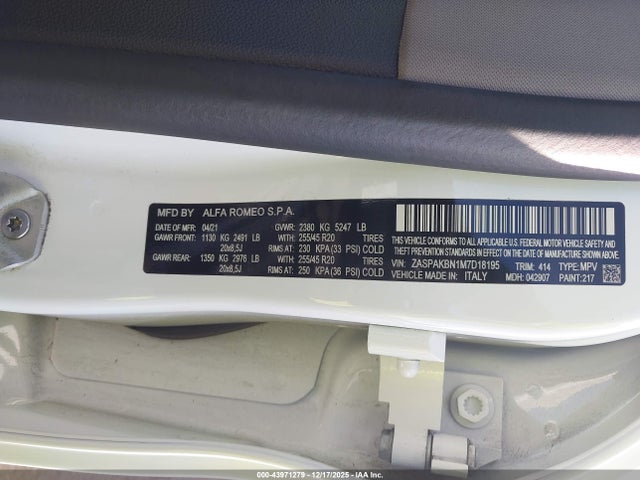 MFD BY ALFA ROMEO S.P.A.
DATE OF MFR 04/21 GVWR: 2380 KG 5247 LB
GAWR FRONT: 1130 KG 2491 LB WITH: 255/45 R20 TIRES
20x8,5J RIMS AT: 230 KPA(33 PSI) COLD
GAWR REAR: 1350 KG 2976 LB WITH: 255/45 R20 TIRES
20x8,5J RIMS AT: 250 KPA(36 PSI) COLD
THIS VEHICLE CONFORMS TO ALL APPLICABLE U.S. FEDERAL MOTOR VEHICLE SAFETY, BUMPER AND
THEFT PREVENTION STANDARDS IN EFFECT ON THE DATE OF MANUFACTURE SHOWN ABOVE.
VIN: ZASPAKBN1M7D18195 TRIM: 414 TYPE: MPV
VEHICLE MADE IN: ITALY MDH: 042907 PAINT:217
000-43971279 - 12/17/2025 - IAA, Inc.